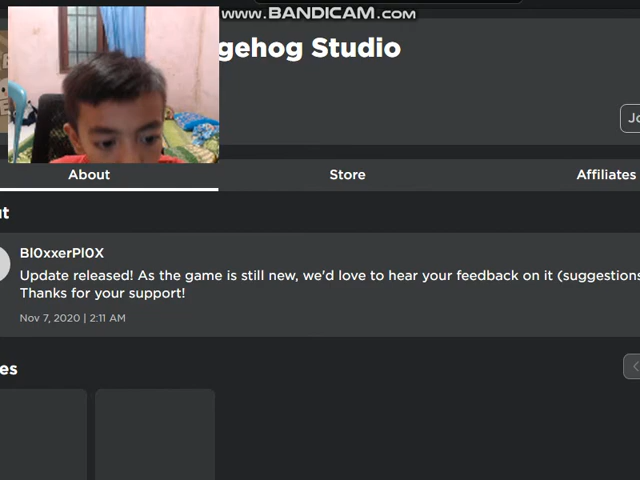 www.BANDICAM.com
gehog Studio
Jo
About
Store
Affiliates
ut
Bl0xxerPl0X
Update released! As the game is still new, we'd love to hear your feedback on it (suggestions
Thanks for your support!
Nov 7, 2020 | 2:11 AM
es